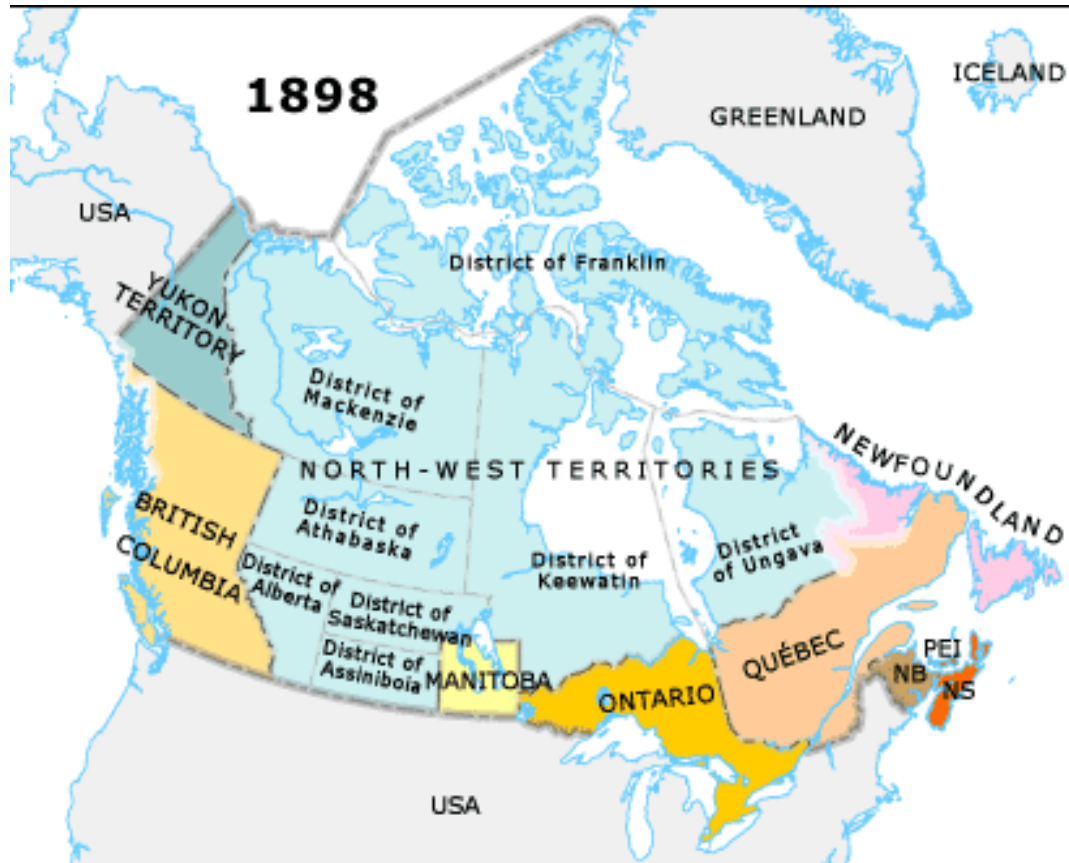 1898
ICELAND
GREENLAND
USA
District of Franklin
YUKON
TERRITORY
District of
Mackenzie
NORTH-WEST TERRITORIES
NEWFOUNDLAND
BRITISH
COLUMBIA
District of
Athabaska
District of
Keewatin
District
of Ungava
District of
Alberta
District of
Saskatchewan
District of
Assiniboia
MANITOBA
ONTARIO
QUÉBEC
PEI
NB
NS
USA